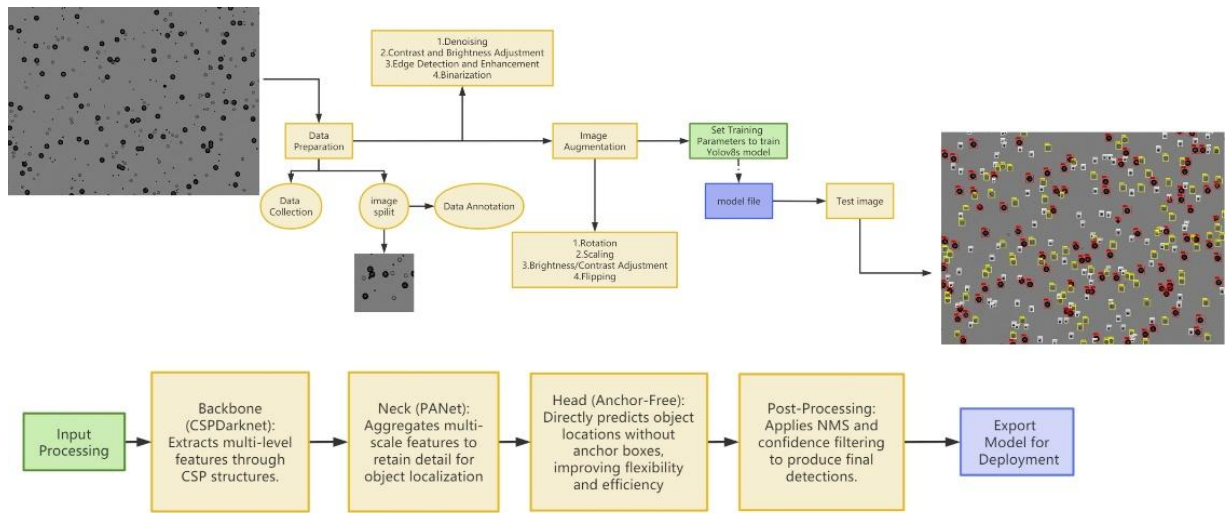 1.Denoising
2.Contrast and Brightness Adjustment
3.Edge Detection and Enhancement
4.Binarization
Data
Preparation
Image
Augmentation
Set Training
Parameters to train
Yolov8s model
Data
Collection
image
spilit
Data Annotation
model file
Test image
1.Rotation
2.Scaling
3.Brightness/Contrast Adjustment
4.Flipping
Input
Processing
Backbone
(CSPDarknet):
Extracts multi-level
features through
CSP structures.
Neck (PANet):
Aggregates multi-
scale features to
retain detail for
object localization
Head (Anchor-Free):
Directly predicts object
locations without
anchor boxes,
improving flexibility
and efficiency
Post-Processing:
Applies NMS and
confidence filtering
to produce final
detections.
Export
Model for
Deployment